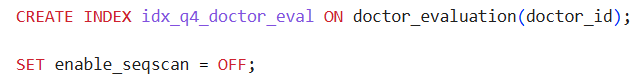 CREATE INDEX idx_q4_doctor_eval ON doctor_evaluation(doctor_id);
SET enable_seqscan = OFF;